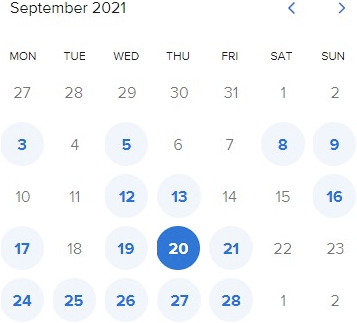 September 2021
MON TUE WED THU FRI SAT SUN
27 28 29 30 31 1 2
3 4 5 6 7 8 9
10 11 12 13 14 15 16
17 18 19 20 21 22 23
24 25 26 27 28 1 2